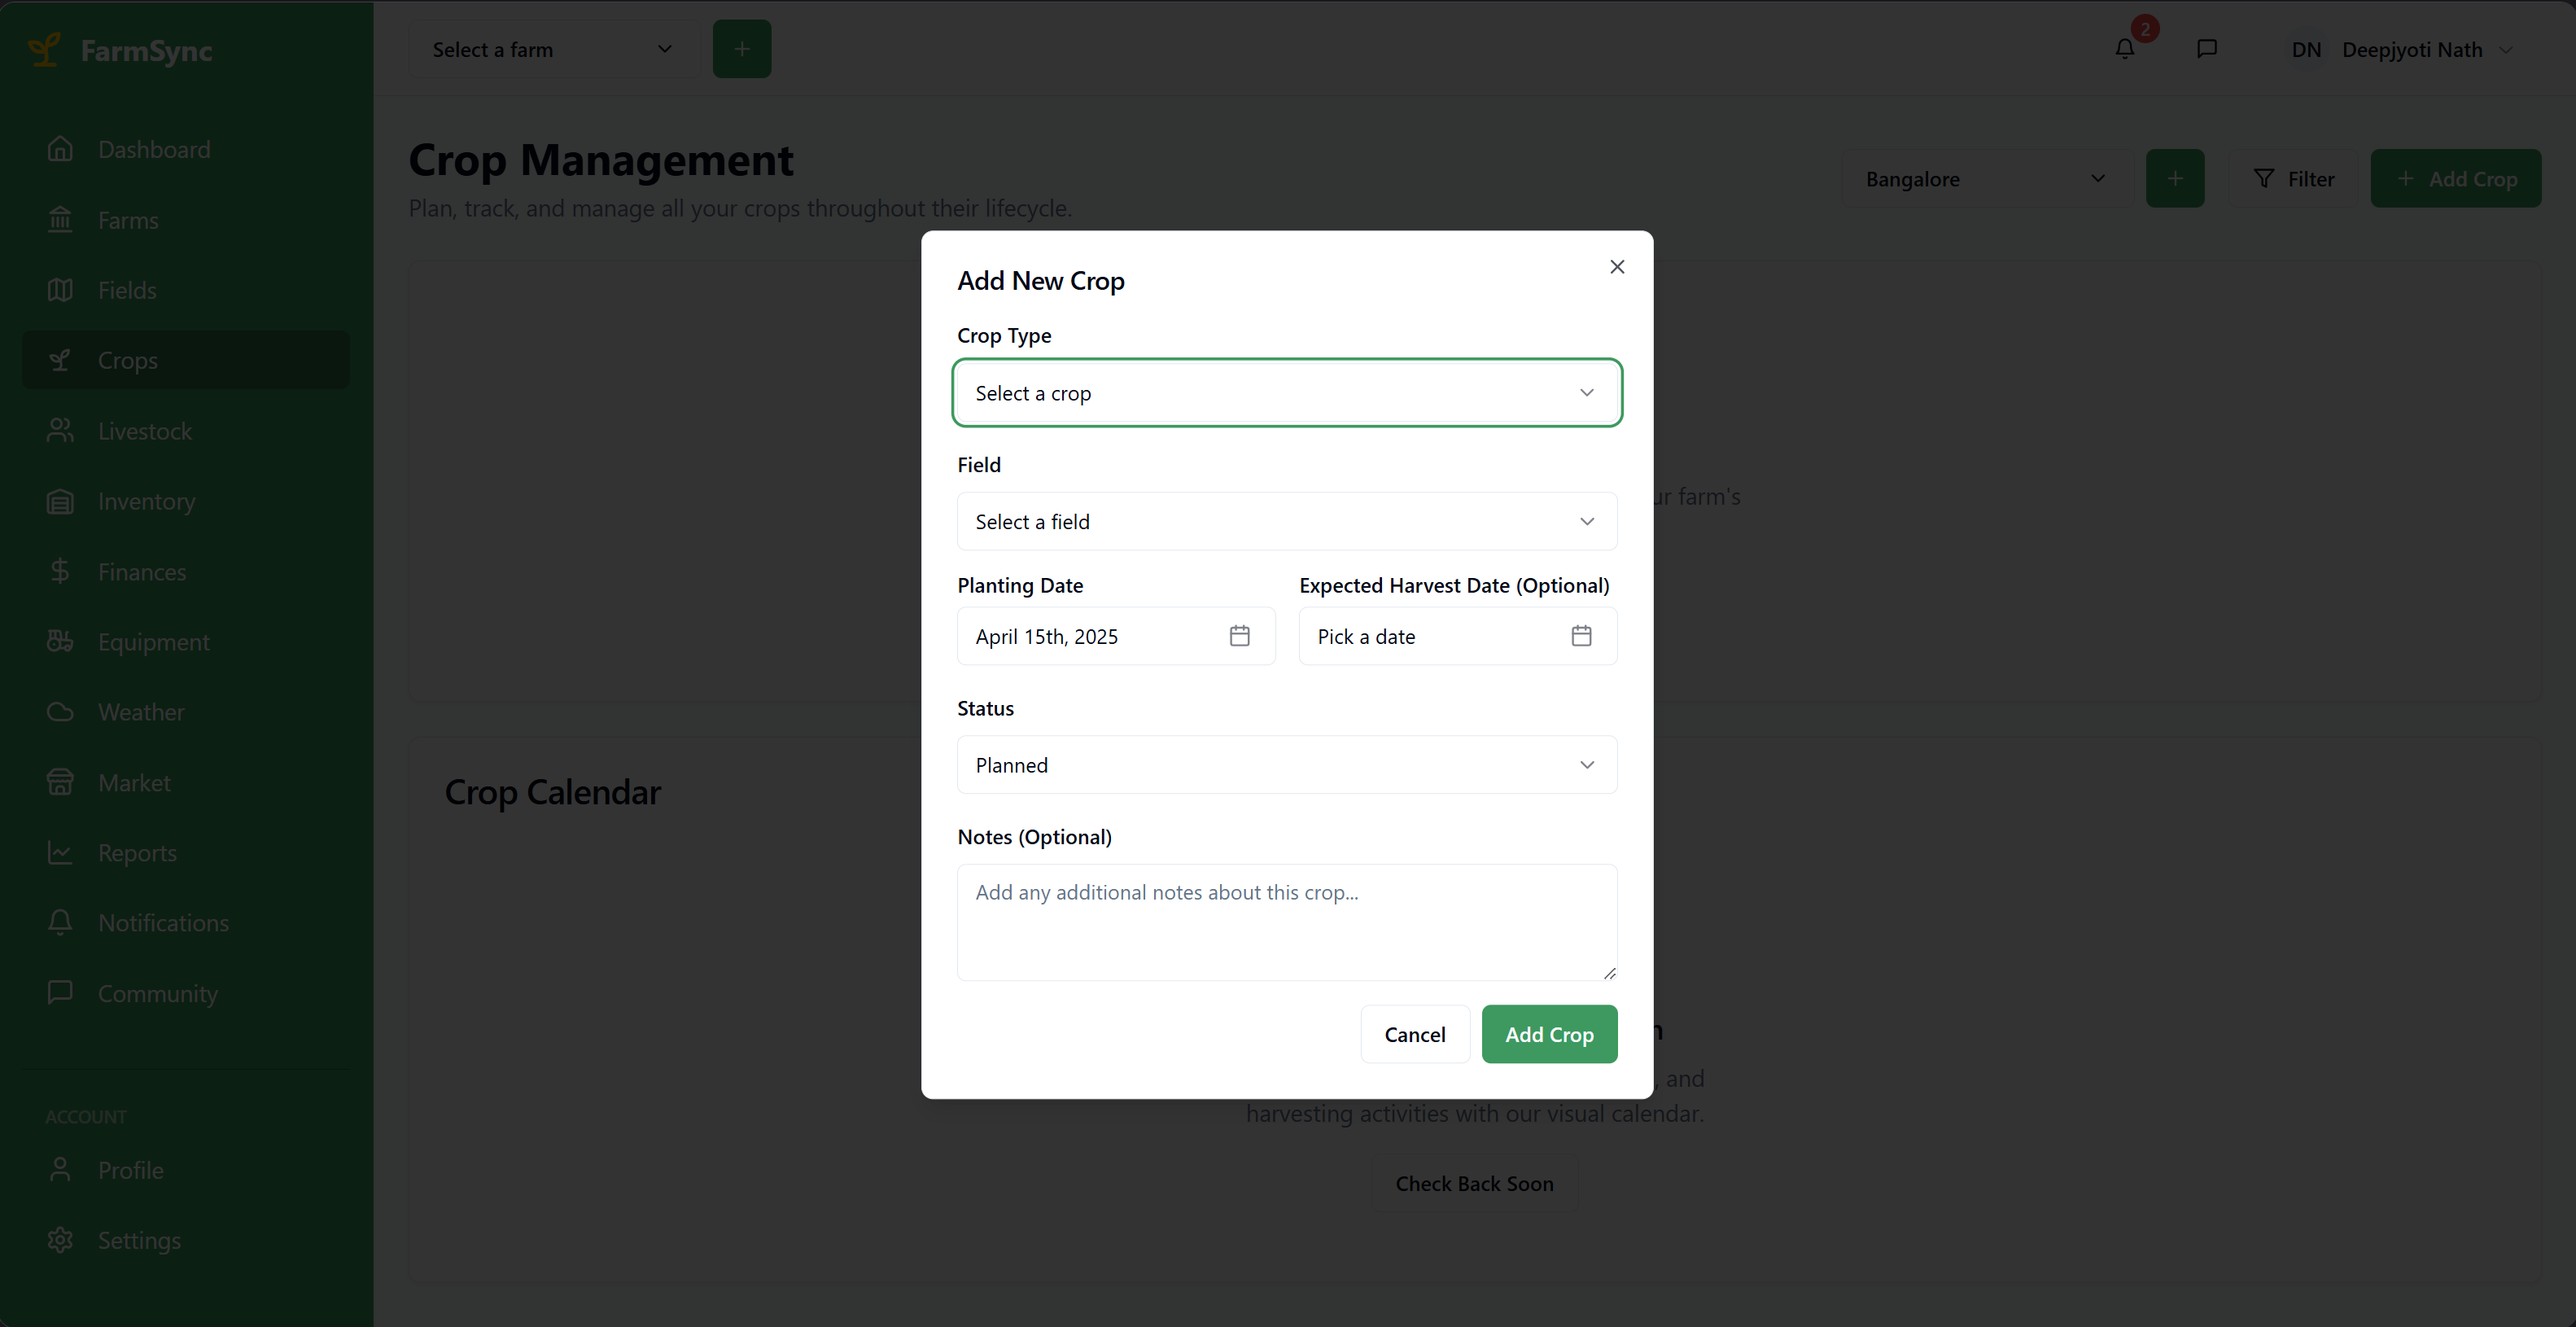 FarmSync
Dashboard
Farms
Fields
Crops
Livestock
Inventory
Finances
Equipment
Weather
Market
Reports
Notifications
Community
ACCOUNT
Profile
Settings
Select a farm
2
DN Deepjyoti Nath
Crop Management
Plan, track, and manage all your crops throughout their lifecycle.
Bangalore
Filter
Add Crop
farm's
Crop Calendar
and
harvesting activities with our visual calendar.
Check Back Soon
Add New Crop
Crop Type
Select a crop
Field
Select a field
Planting Date
April 15th, 2025
Expected Harvest Date (Optional)
Pick a date
Status
Planned
Notes (Optional)
Add any additional notes about this crop...
Cancel
Add Crop